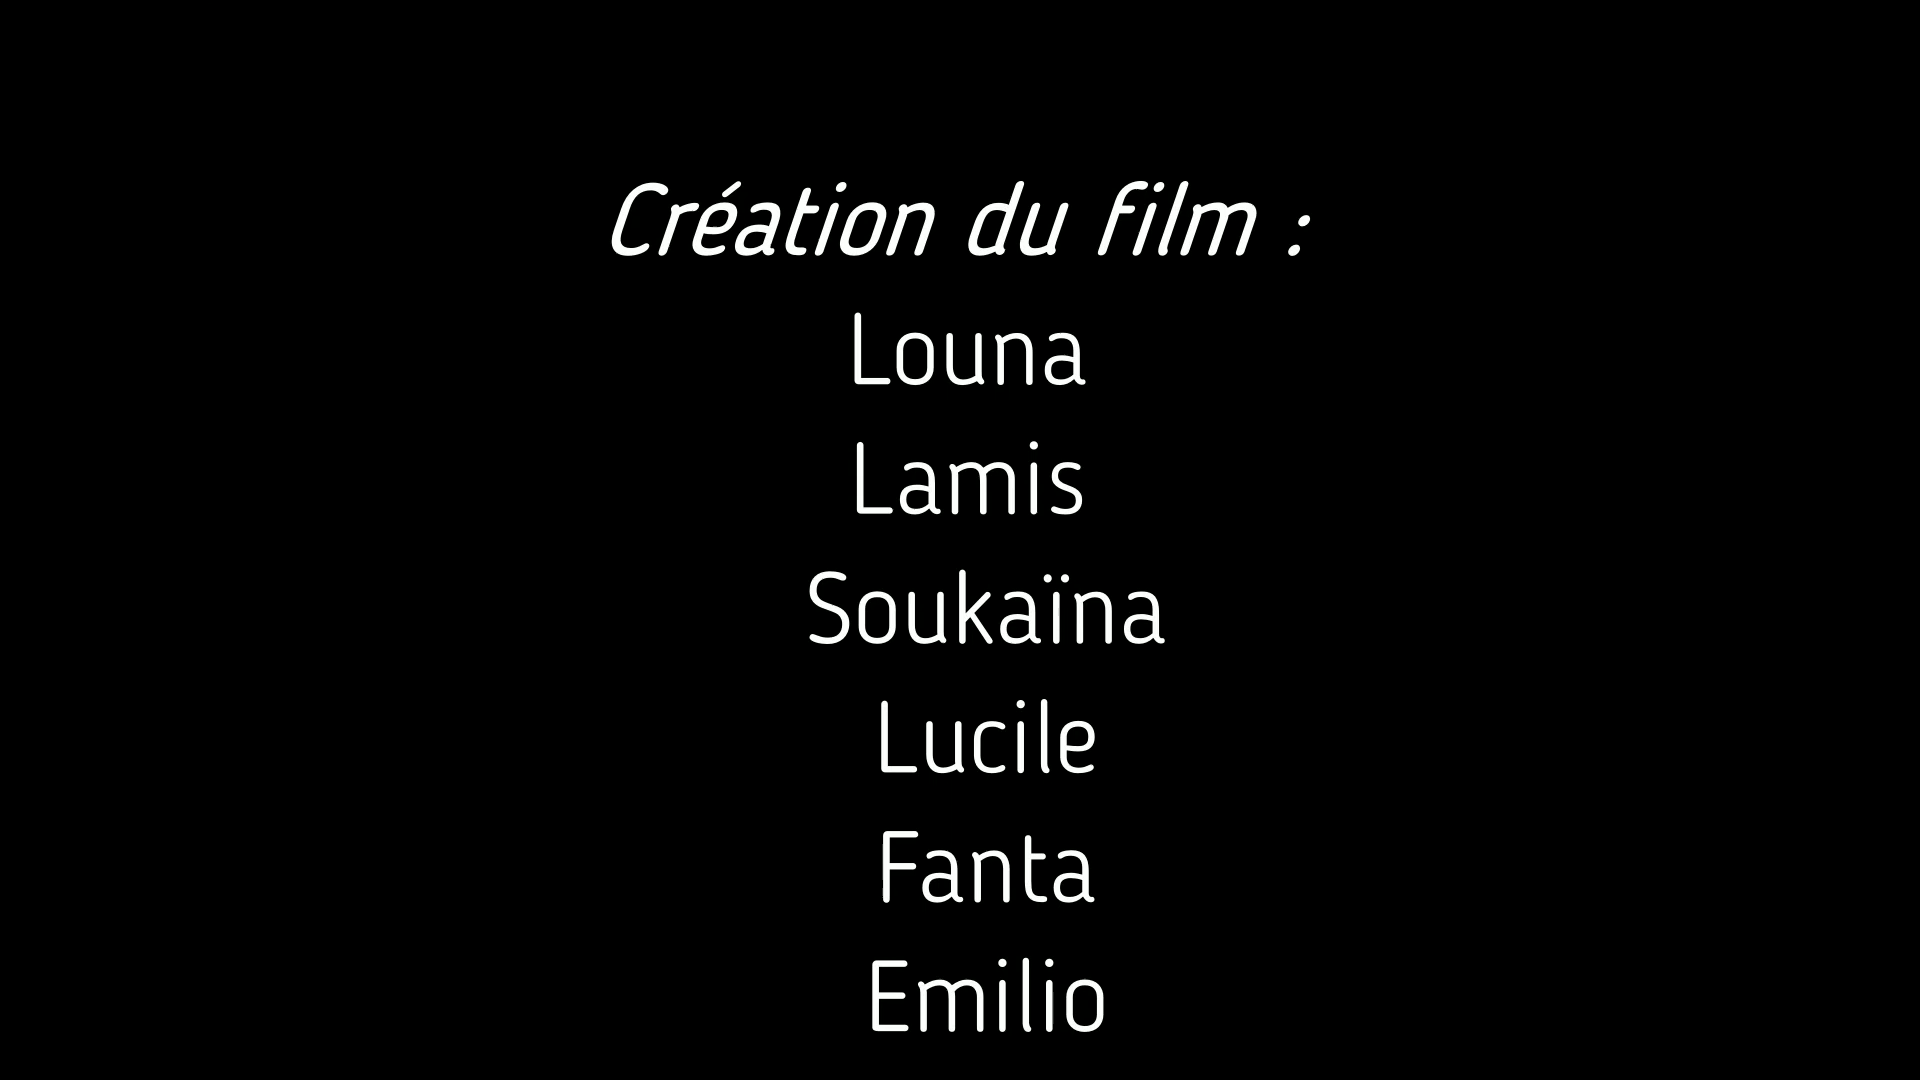 Création du film :
Louna
Lamis
Soukaïna
Lucile
Fanta
Emilio